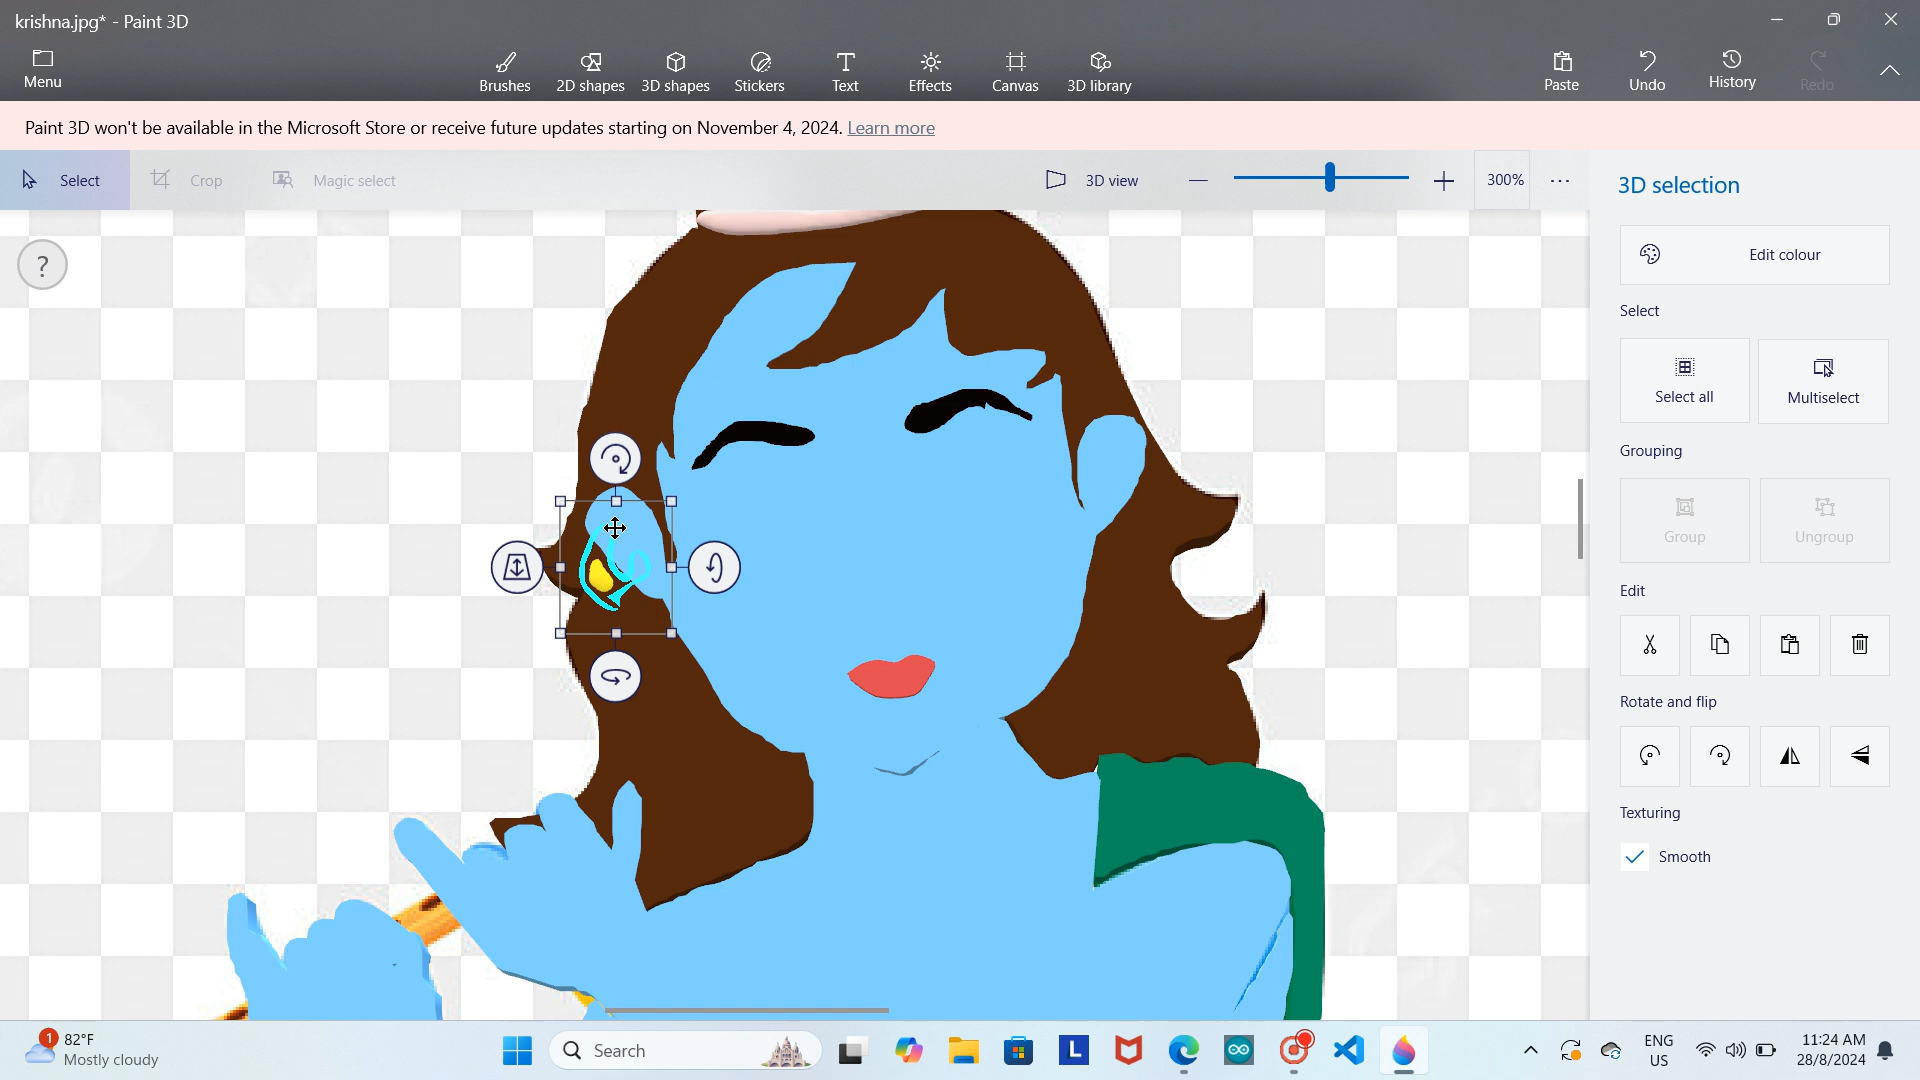 krishna.jpg* - Paint 3D
Menu
Brushes
2D shapes
3D shapes
Stickers
Text
Effects
Canvas
3D library
Paste
Undo
History
Redo
Paint 3D won't be available in the Microsoft Store or receive future updates starting on November 4, 2024. Learn more
Select
Crop
Magic select
3D view
300%
3D selection
?
Edit colour
Select
Select all
Multiselect
Grouping
Group
Ungroup
Edit
Rotate and flip
Texturing
Smooth
1
82°F
Mostly cloudy
Search
L
ENG
US
11:24 AM
28/8/2024